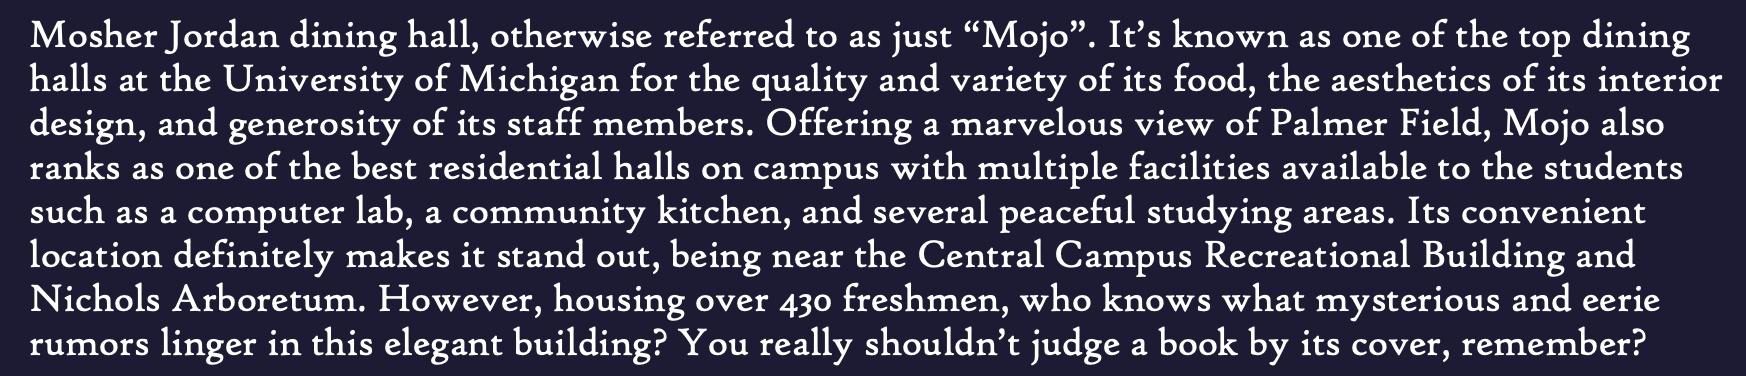 Mosher Jordan dining hall, otherwise referred to as just “Mojo”. It’s known as one of the top dining
halls at the University of Michigan for the quality and variety of its food, the aesthetics of its interior
design, and generosity of its staff members. Offering a marvelous view of Palmer Field, Mojo also
ranks as one of the best residential halls on campus with multiple facilities available to the students
such as a computer lab, a community kitchen, and several peaceful studying areas. Its convenient
location definitely makes it stand out, being near the Central Campus Recreational Building and
Nichols Arboretum. However, housing over 430 freshmen, who knows what mysterious and eerie
rumors linger in this elegant building? You really shouldn’t judge a book by its cover, remember?